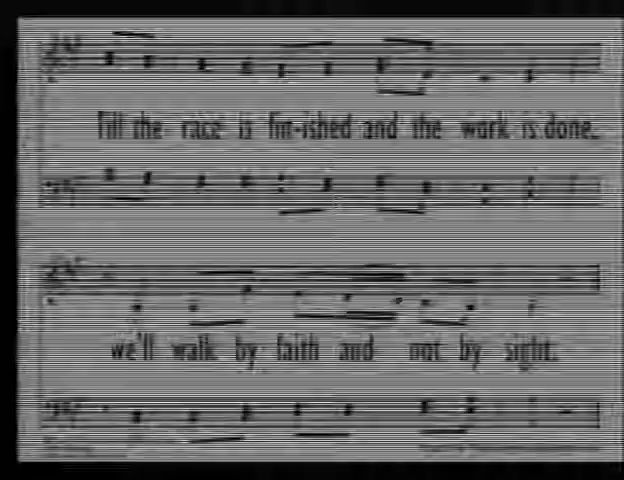 Till the race is fin-ished and the work is done,
we'll walk by faith and not by sight.